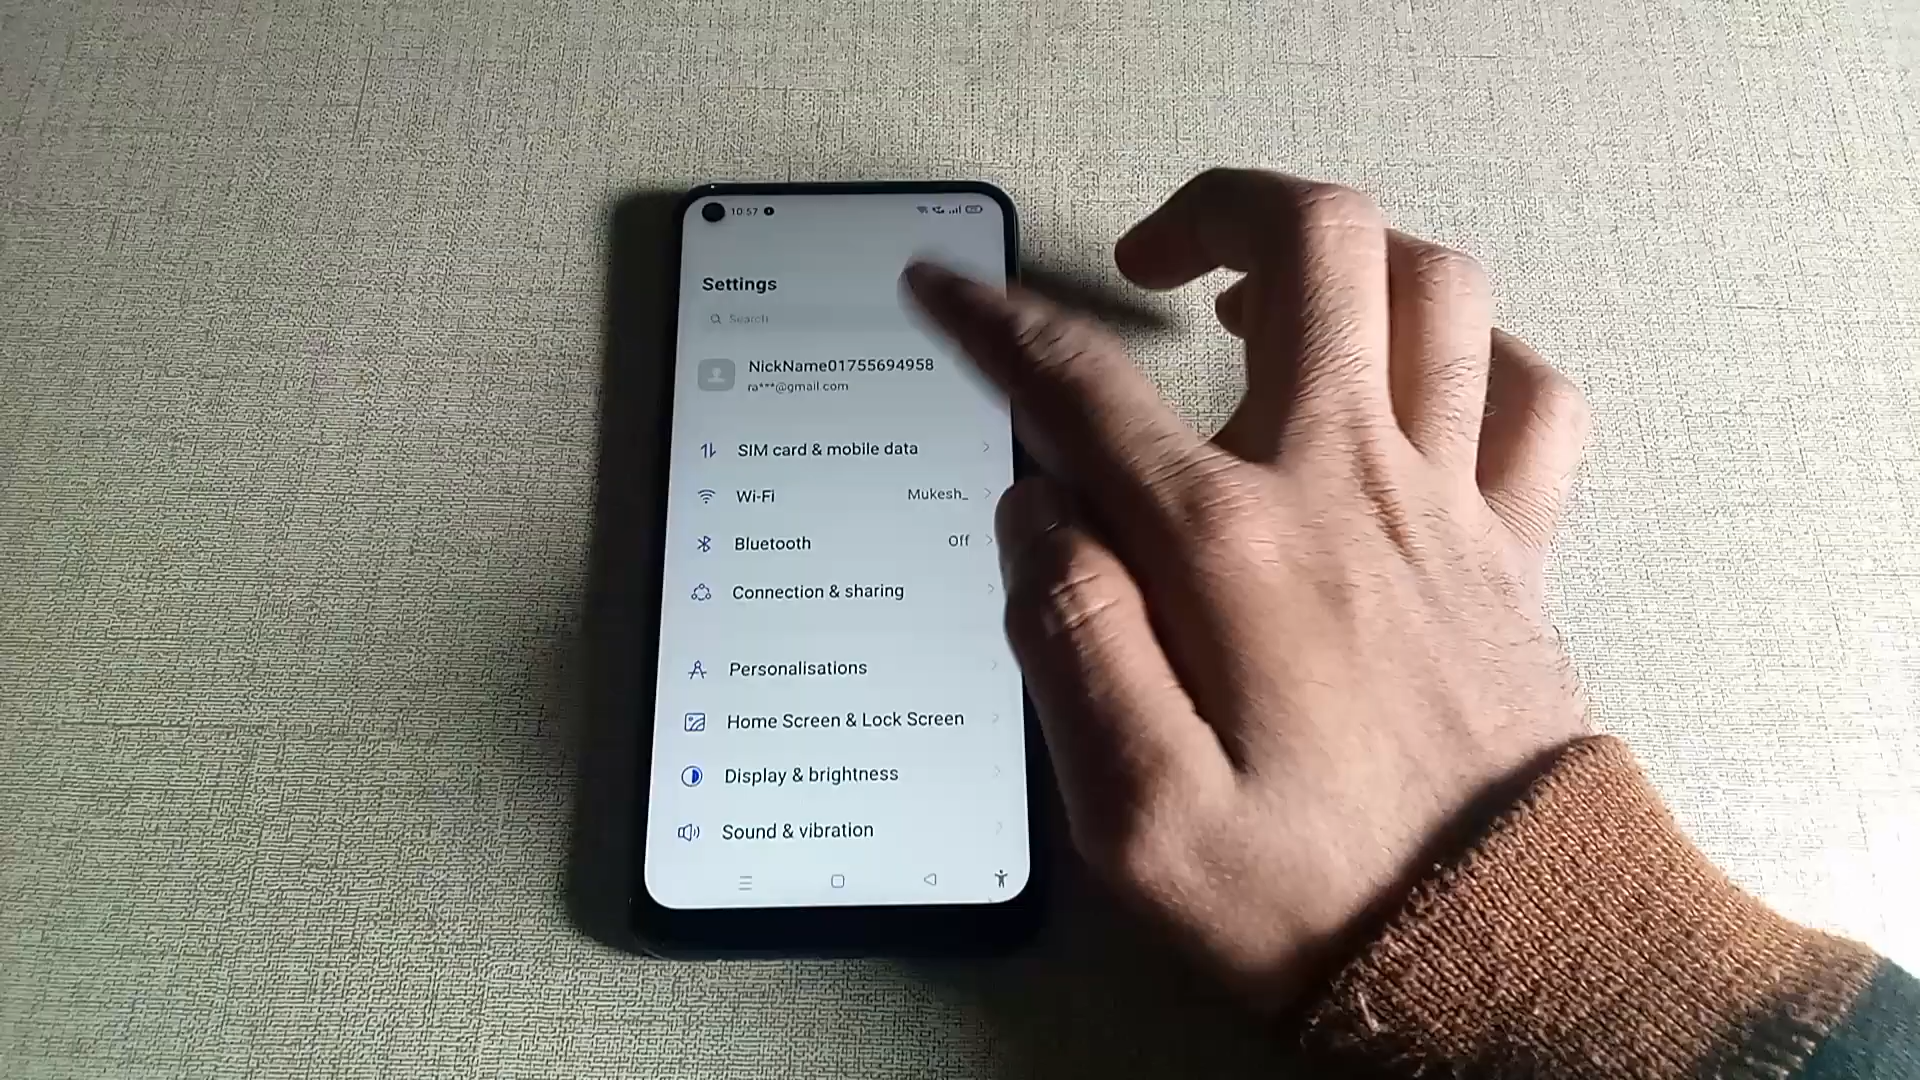 10:57
Settings
Search
NickName01755694958
ra***@gmail.com
SIM card & mobile data
Wi-Fi Mukesh_
Bluetooth Off
Connection & sharing
Personalisations
Home Screen & Lock Screen
Display & brightness
Sound & vibration